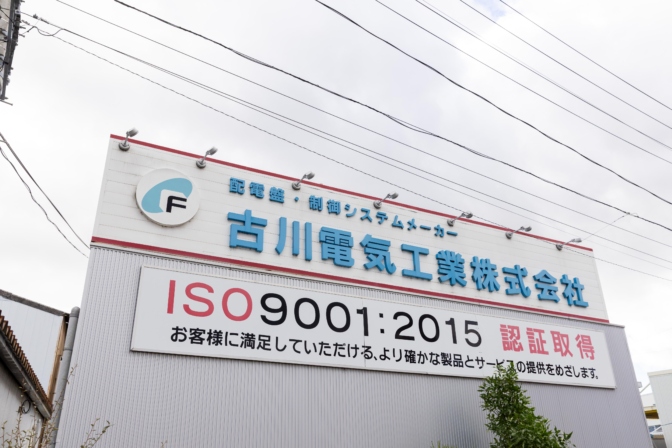 F
配電盤・制御システムメーカー
古川電気工業株式会社
ISO9001:2015 認証取得
お客様に満足していただける、より確かな製品とサービスの提供をめざします。